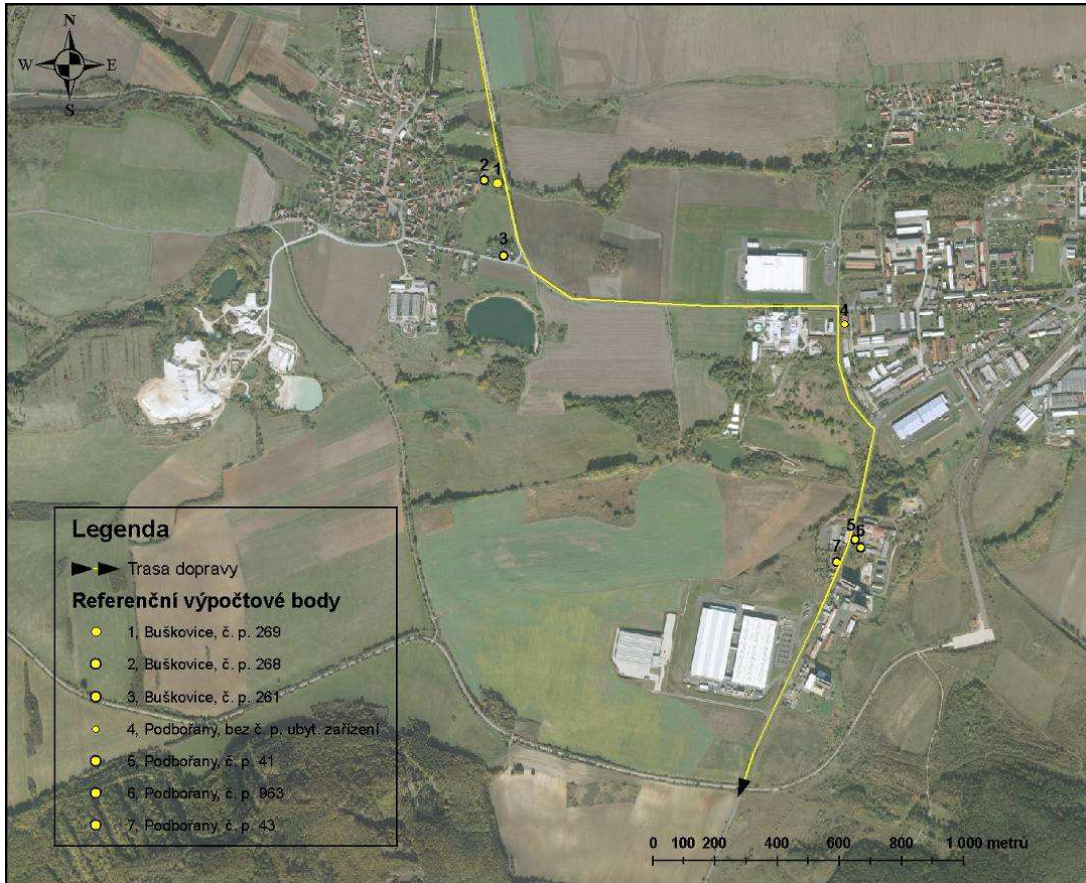 N
W E
S
2 1
3
4
5 6
7
Legenda
Trasa dopravy
Referenční výpočtové body
1, Buškovice, č. p. 269
2, Buškovice, č. p. 268
3, Buškovice, č. p. 261
4, Podbořany, bez č. p. ubyt. zařízení
5, Podbořany, č. p. 41
6, Podbořany, č. p. 963
7, Podbořany, č. p. 43
0 100 200 400 600 800 1 000 metrů